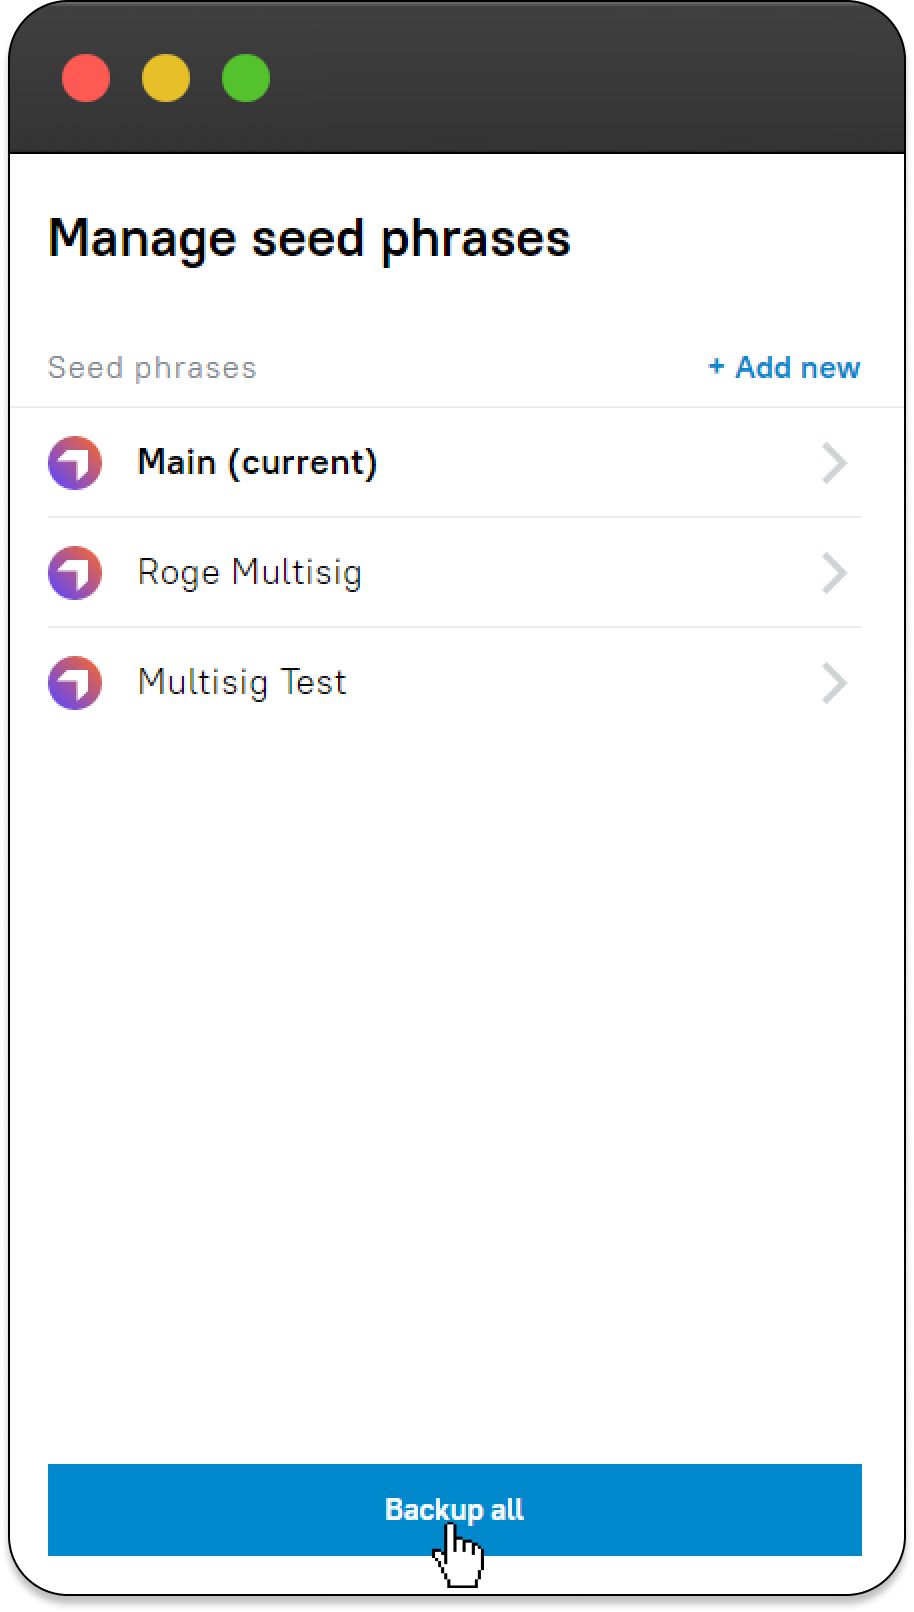 Manage seed phrases
Seed phrases
+ Add new
Main (current)
Roge Multisig
Multisig Test
Backup all